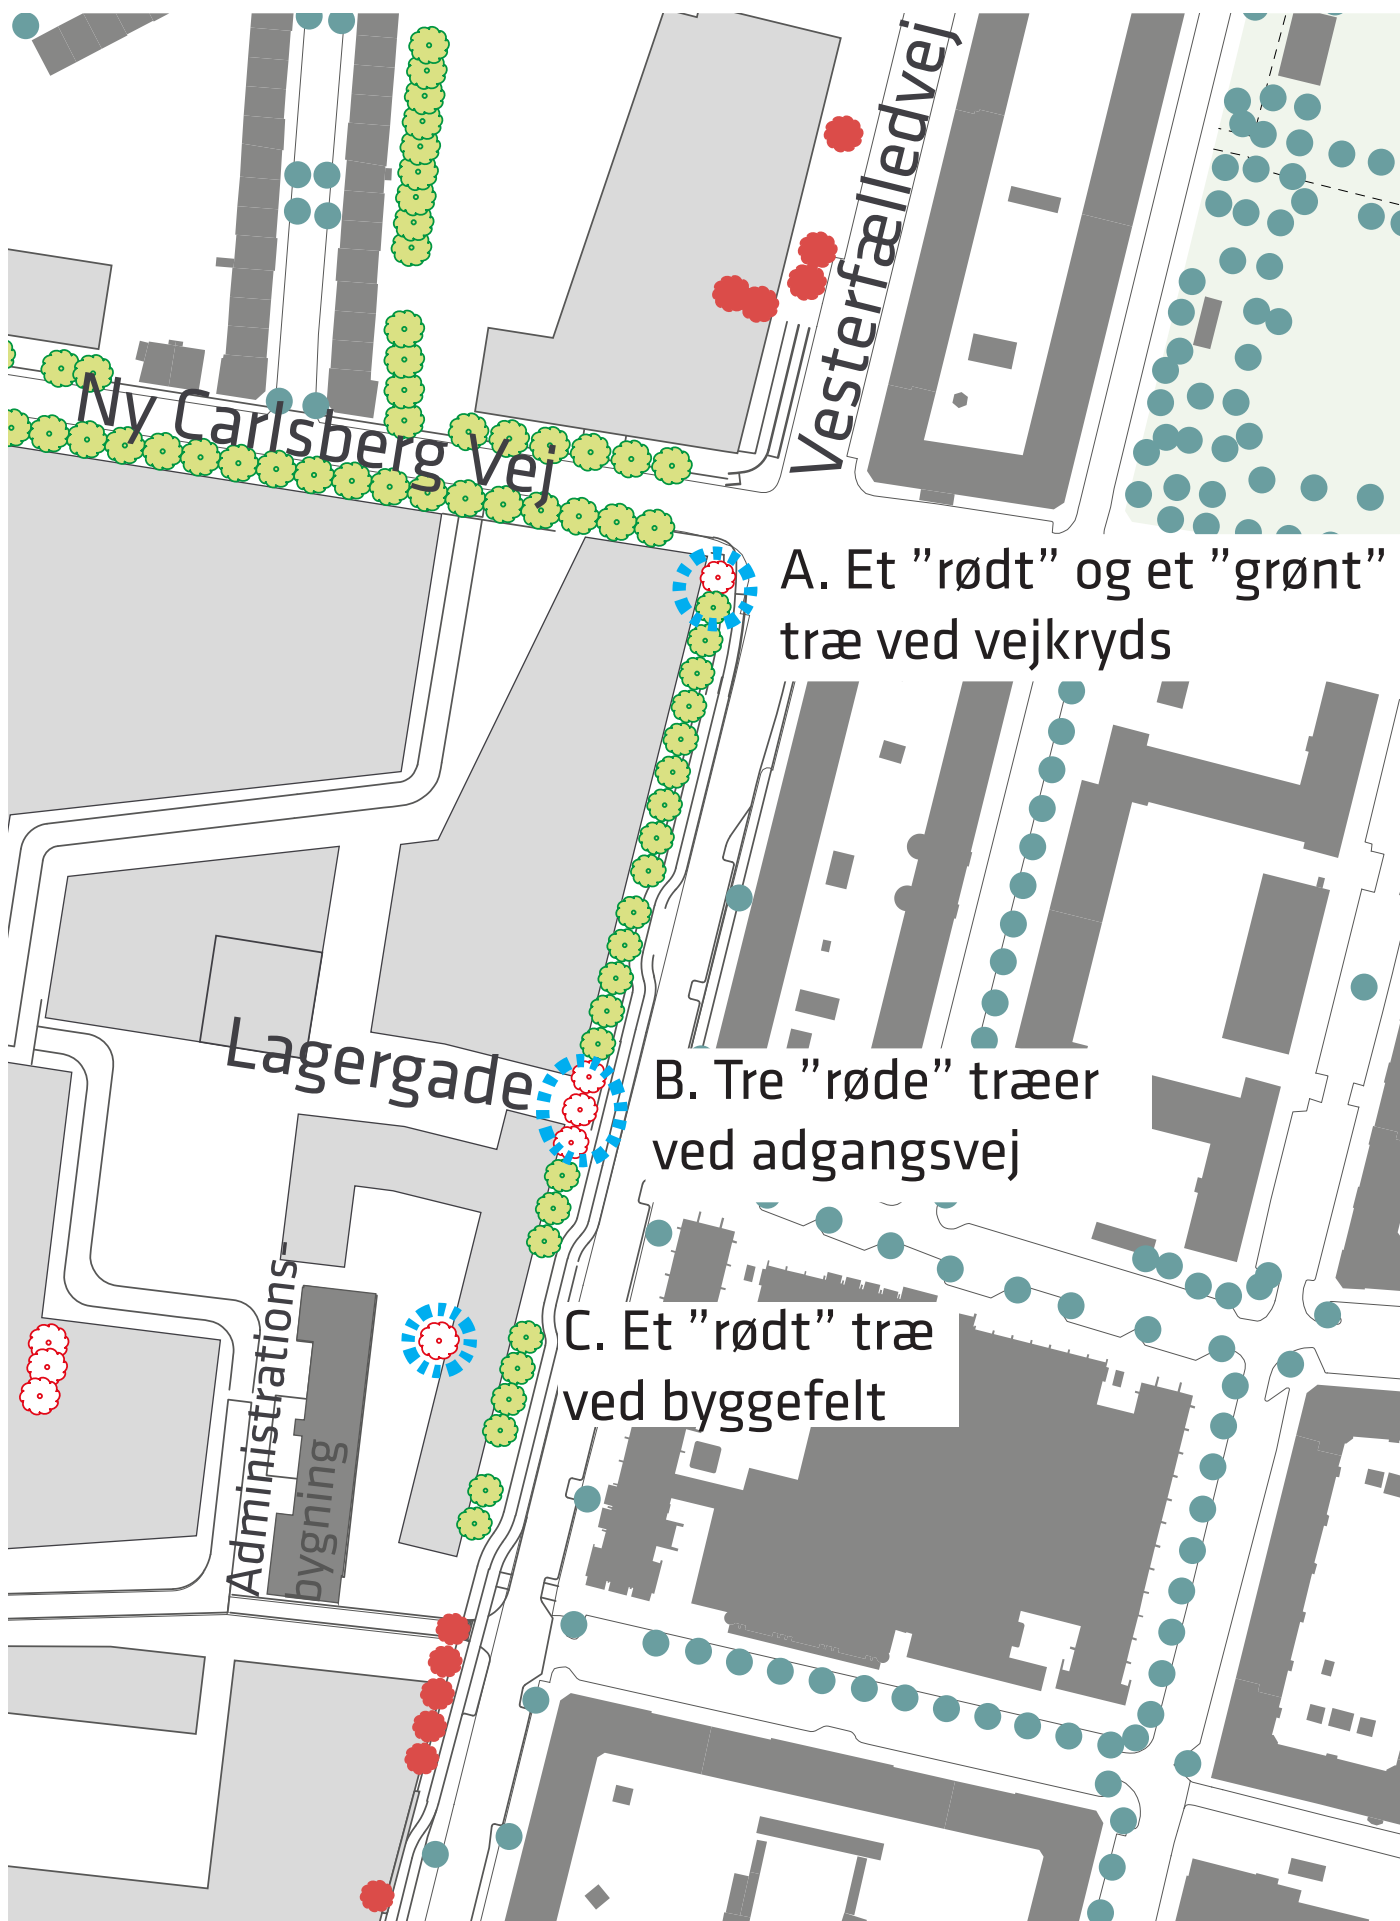 Vesterfælledvej
Ny Carlsberg Vej
A. Et ”rødt” og et ”grønt”
træ ved vejkryds
Lagergade
B. Tre ”røde” træer
ved adgangsvej
C. Et ”rødt” træ
ved byggefelt
Administrations-
bygning